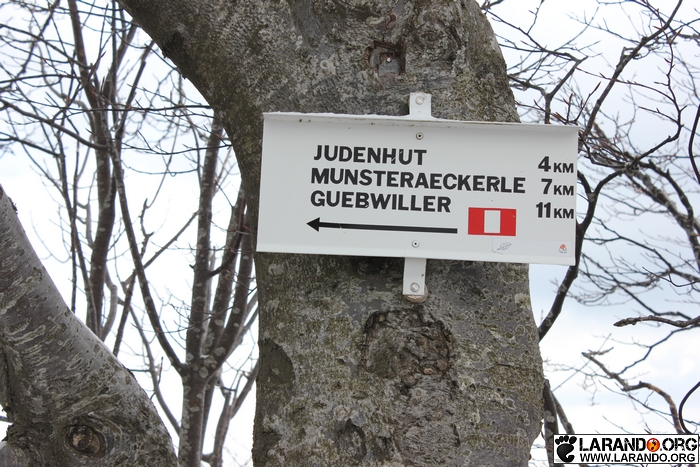 JUDENHUT 4 KM
MUNSTERAECKERLE 7 KM
GUEBWILLER 11 KM
LARANDO.ORG
WWW.LARANDO.ORG